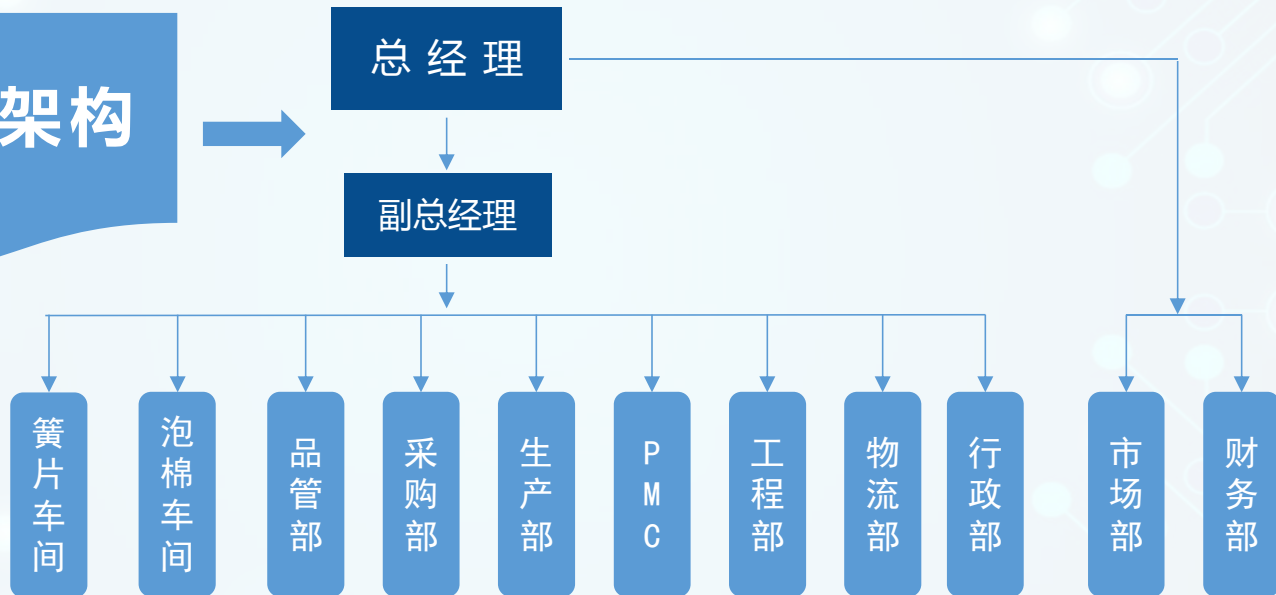 架构
总经理
副总经理
簧片车间
泡棉车间
品管部
采购部
生产部
PMC
工程部
物流部
行政部
市场部
财务部